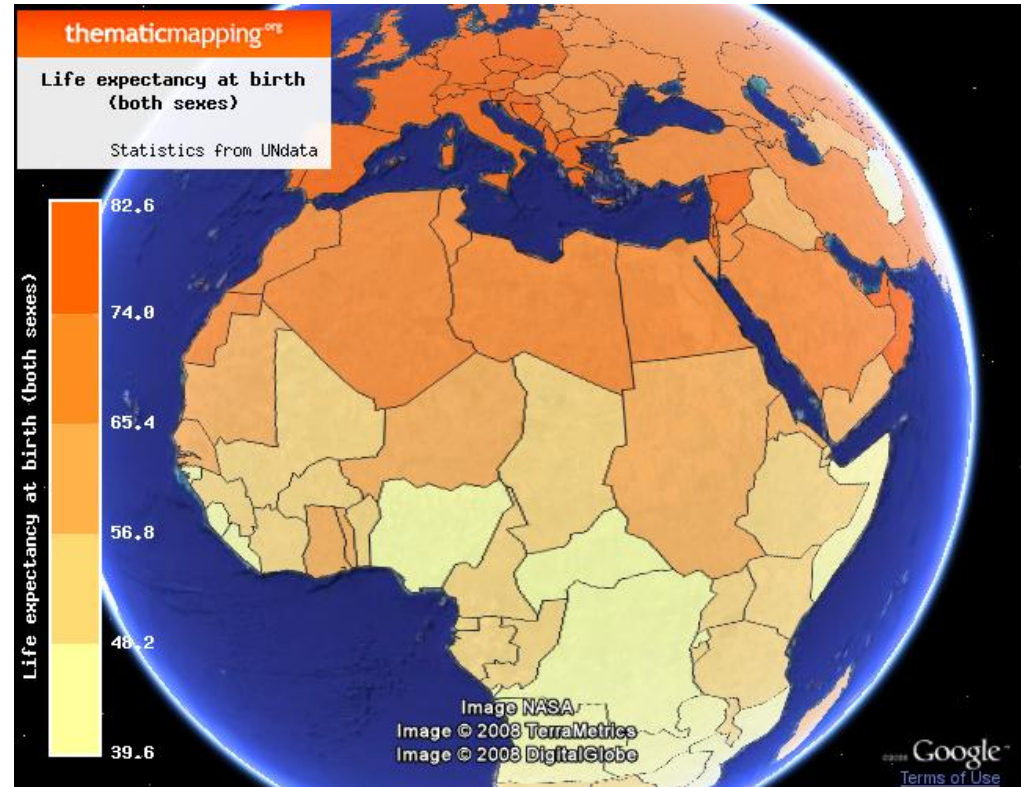 thematicmapping.org
Life expectancy at birth
(both sexes)
Statistics from UNdata
Life expectancy at birth (both sexes)
82.6
74.0
65.4
56.8
48.2
39.6
Image NASA
Image © 2008 TerraMetrics
Image © 2008 DigitalGlobe
©2008 Google™
Terms of Use